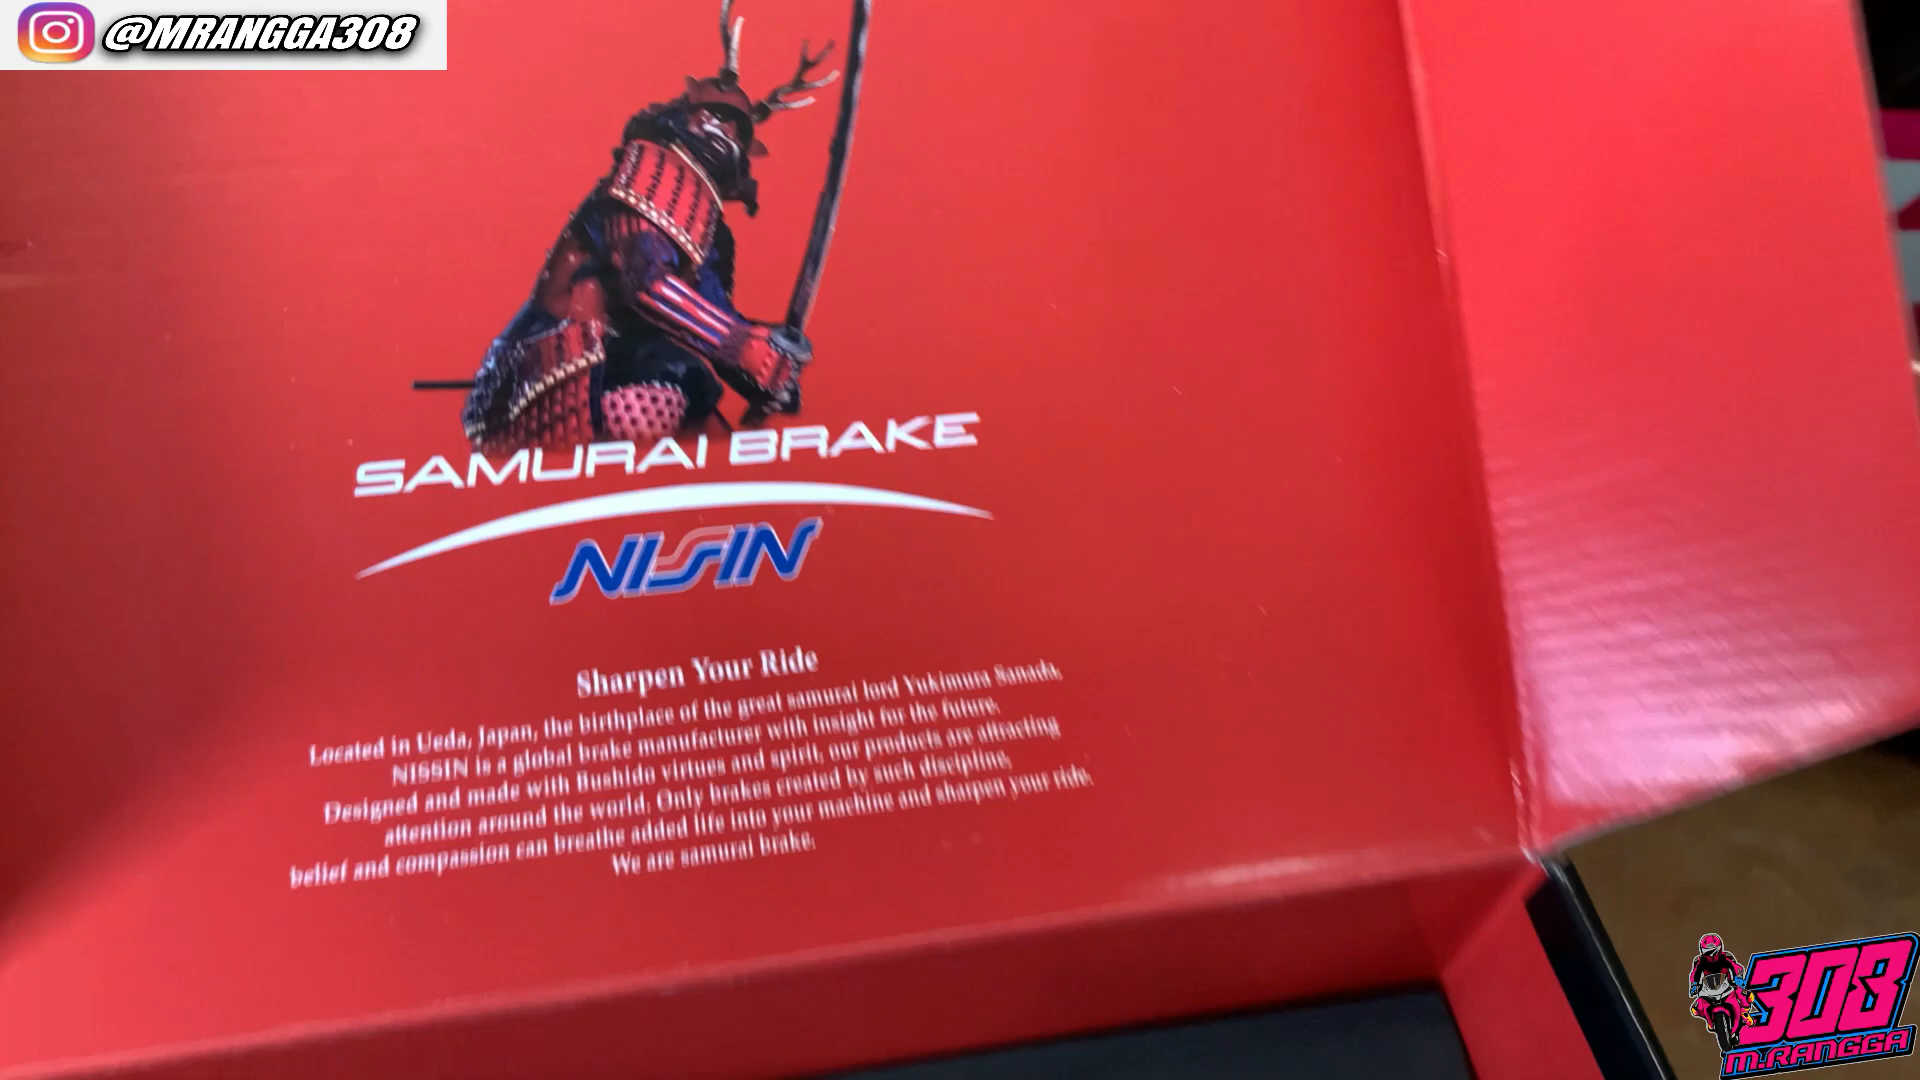 @MRANGGA308
SAMURAI BRAKE
NISSIN
Sharpen Your Ride
Located in Ueda, Japan, the birthplace of the great samurai lord Yukimura Sanada,
NISSIN is a global brake manufacturer with insight for the future.
Designed and made with Bushido virtues and spirit, our products are attracting
attention around the world. Only brakes created by such discipline,
belief and compassion can breathe added life into your machine and sharpen your ride.
We are samurai brake.
308
M.RANGGA